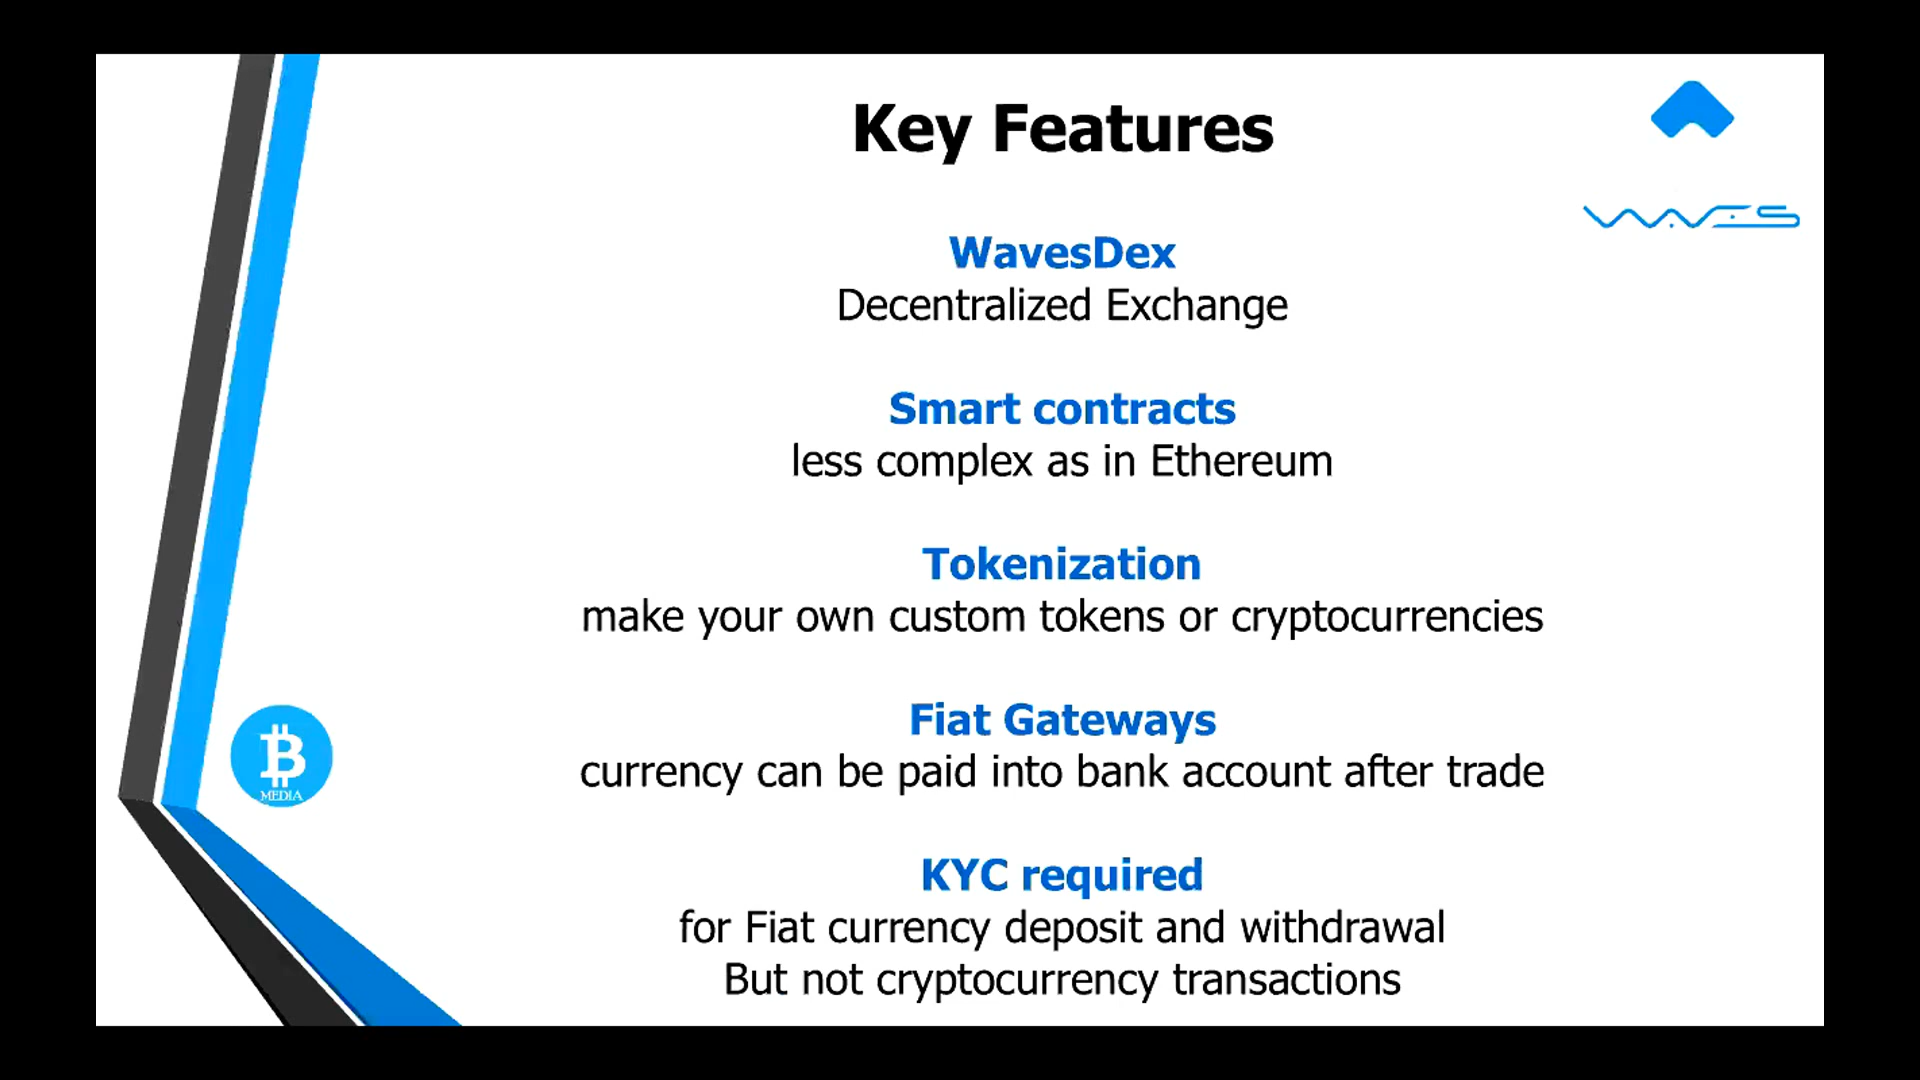 Key Features
WAVES
WavesDex
Decentralized Exchange
Smart contracts
less complex as in Ethereum
Tokenization
make your own custom tokens or cryptocurrencies
Fiat Gateways
currency can be paid into bank account after trade
MEDIA
KYC required
for Fiat currency deposit and withdrawal
But not cryptocurrency transactions